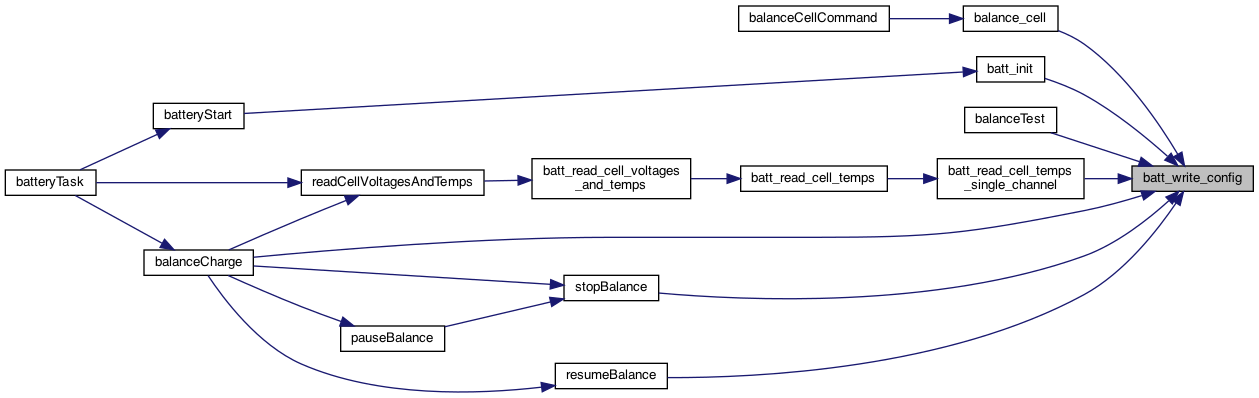 balanceCellCommand
balance_cell
batt_init
batteryStart
balanceTest
batteryTask
readCellVoltagesAndTemps
batt_read_cell_voltages
_and_temps
batt_read_cell_temps
batt_read_cell_temps
_single_channel
batt_write_config
balanceCharge
stopBalance
pauseBalance
resumeBalance